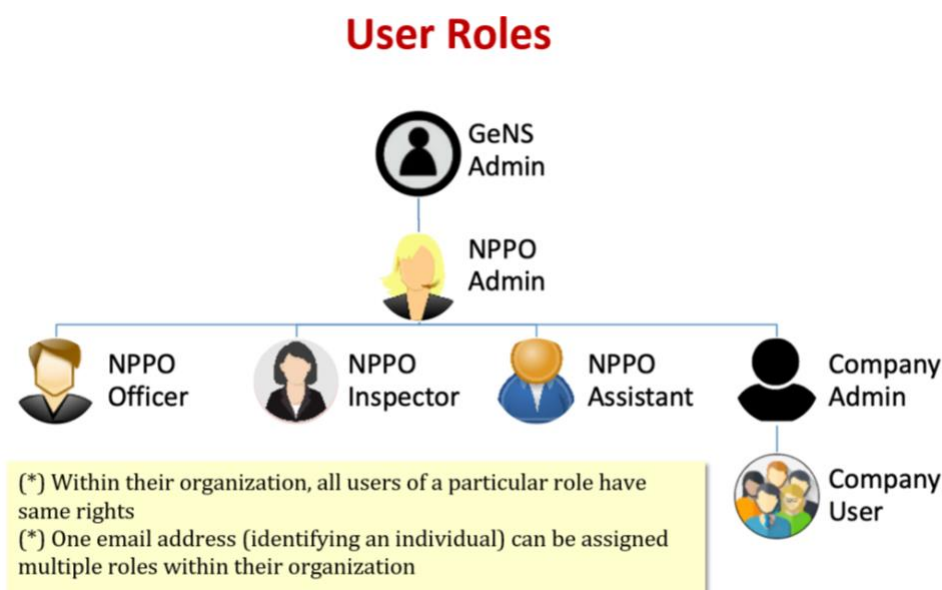 User Roles
GeNS
Admin
NPPO
Admin
NPPO
Officer
NPPO
Inspector
NPPO
Assistant
Company
Admin
Company
User
(*) Within their organization, all users of a particular role have
same rights
(*) One email address (identifying an individual) can be assigned
multiple roles within their organization